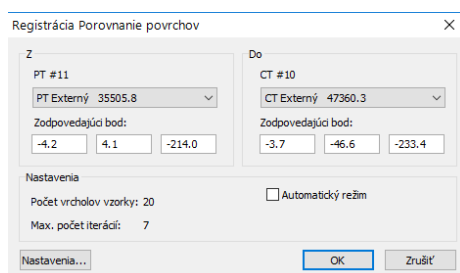 Registrácia Porovnanie povrchov
Z
PT #11
PT Externý 35505.8
Zodpovedajúci bod:
-4.2 4.1 -214.0
Do
CT #10
CT Externý 47360.3
Zodpovedajúci bod:
-3.7 -46.6 -233.4
Nastavenia
Počet vrcholov vzorky: 20
Max. počet iterácií: 7
Automatický režim
Nastavenia...
OK
Zrušiť